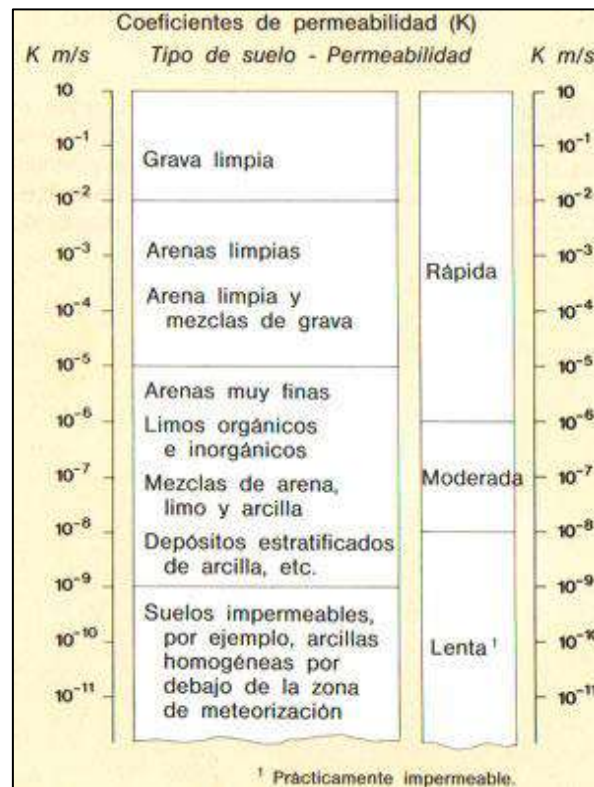 Coeficientes de permeabilidad (K)
K m/s Tipo de suelo - Permeabilidad K m/s
10 10
10⁻¹ 10⁻¹
Grava limpia
10⁻² 10⁻²
10⁻³ Arenas limpias 10⁻³
Rápida
Arena limpia y
10⁻⁴ mezclas de grava 10⁻⁴
10⁻⁵ 10⁻⁵
Arenas muy finas
10⁻⁶ Limos orgánicos 10⁻⁶
e inorgánicos
10⁻⁷ Mezclas de arena, Moderada 10⁻⁷
limo y arcilla
10⁻⁸ 10⁻⁸
Depósitos estratificados
de arcilla, etc.
10⁻⁹ 10⁻⁹
Suelos impermeables,
10⁻¹⁰ por ejemplo, arcillas Lenta ¹ 10⁻¹⁰
homogéneas por
debajo de la zona
10⁻¹¹ de meteorización 10⁻¹¹
¹ Prácticamente impermeable.